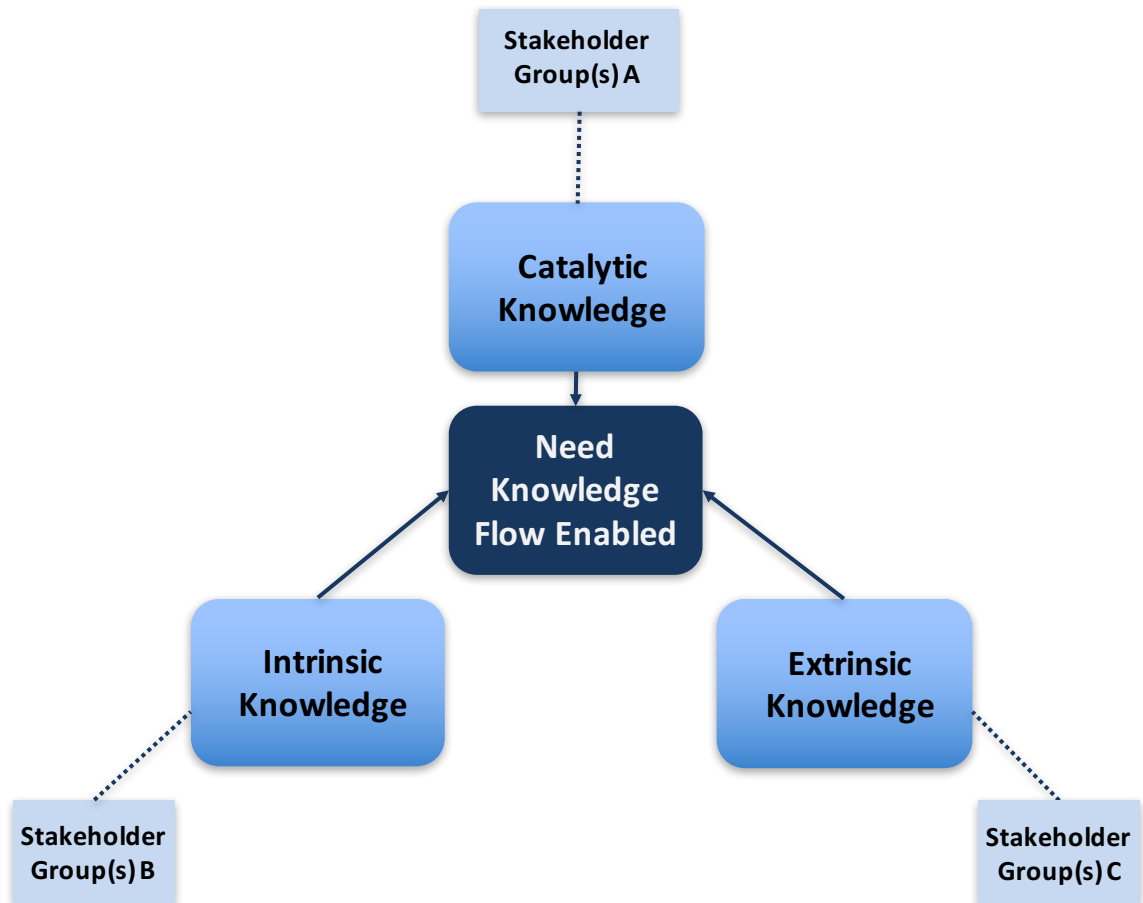 Stakeholder
Group(s) A
Catalytic
Knowledge
Need
Knowledge
Flow Enabled
Intrinsic
Knowledge
Extrinsic
Knowledge
Stakeholder
Group(s) B
Stakeholder
Group(s) C